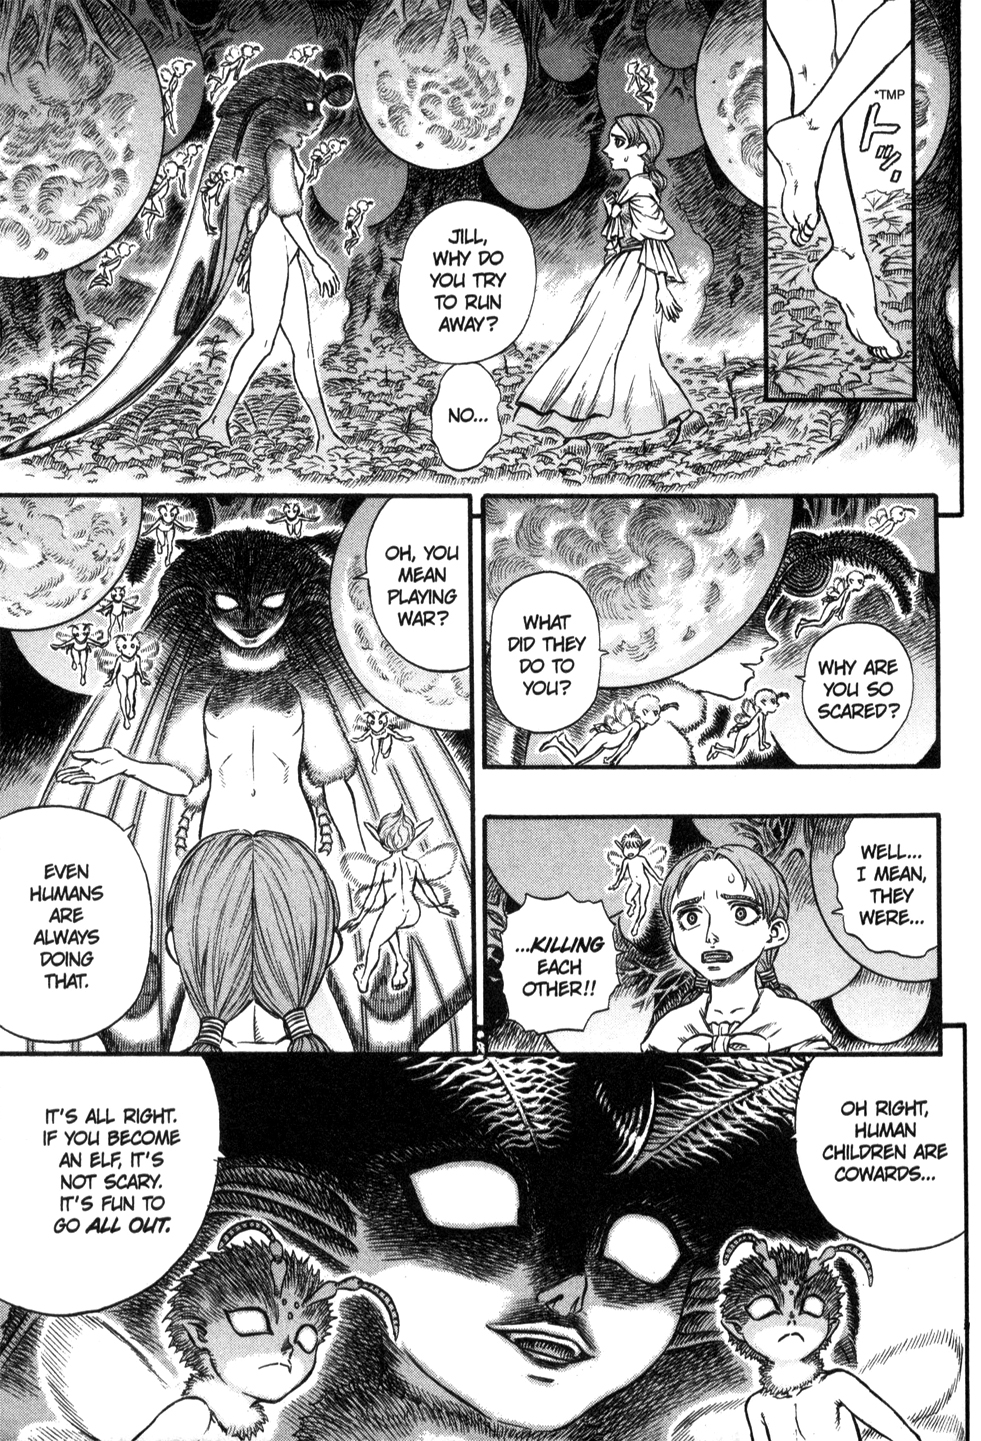 *TMP
トッ
JILL,
WHY DO
YOU TRY
TO RUN
AWAY?
NO...
WHY ARE
YOU SO
SCARED?
WHAT
DID THEY
DO TO
YOU?
WELL...
I MEAN,
THEY
WERE...
...KILLING
EACH
OTHER!!
OH, YOU
MEAN
PLAYING
WAR?
EVEN
HUMANS
ARE
ALWAYS
DOING
THAT.
OH RIGHT,
HUMAN
CHILDREN ARE
COWARDS...
IT'S ALL RIGHT.
IF YOU BECOME
AN ELF, IT'S
NOT SCARY.
IT'S FUN TO
GO ALL OUT.